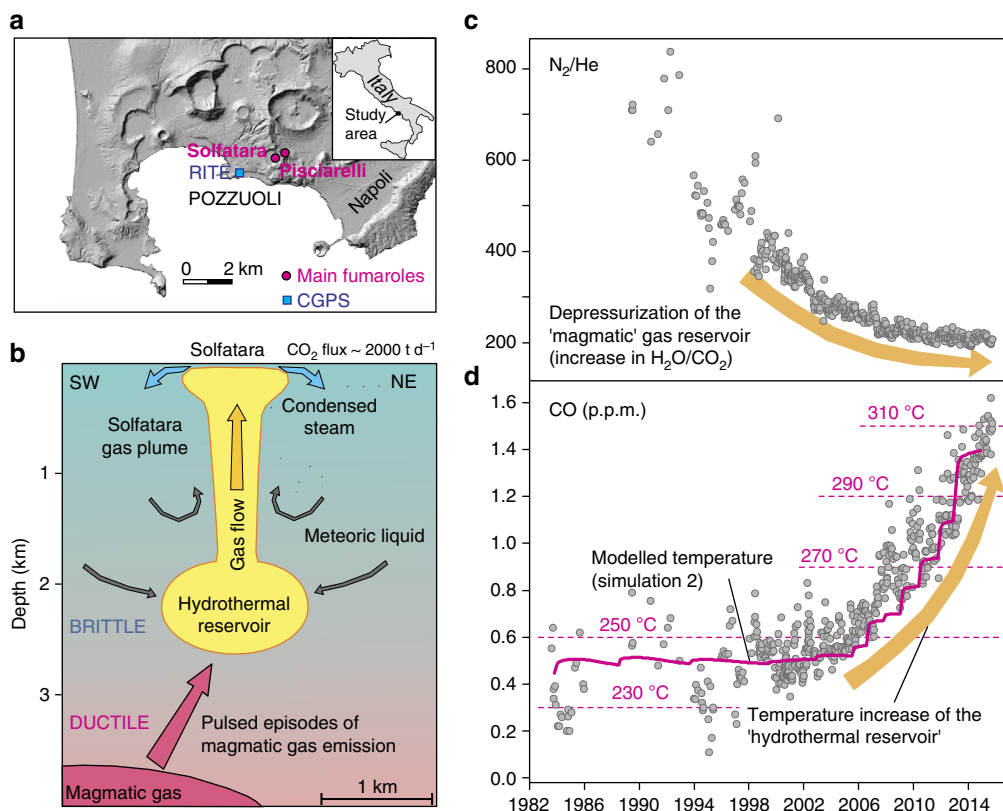 a
Italy
Study
area
Solfatara
RITE
Pisciarelli
POZZUOLI
Napoli
0 2 km
Main fumaroles
CGPS
b
Solfatara CO₂ flux ~ 2000 t d⁻¹
SW NE
Solfatara
gas plume
Condensed
steam
Gas flow
Meteoric liquid
Hydrothermal
reservoir
BRITTLE
DUCTILE
Pulsed episodes of
magmatic gas emission
Magmatic gas
1 km
Depth (km)
1
2
3
c
N₂/He
800
600
400
200
Depressurization of the
'magmatic' gas reservoir
(increase in H₂O/CO₂)
d
CO (p.p.m.)
310 °C
290 °C
270 °C
Modelled temperature
(simulation 2)
250 °C
230 °C
Temperature increase of the
'hydrothermal reservoir'
1.6
1.4
1.2
1.0
0.8
0.6
0.4
0.2
0.0
1982 1986 1990 1994 1998 2002 2006 2010 2014